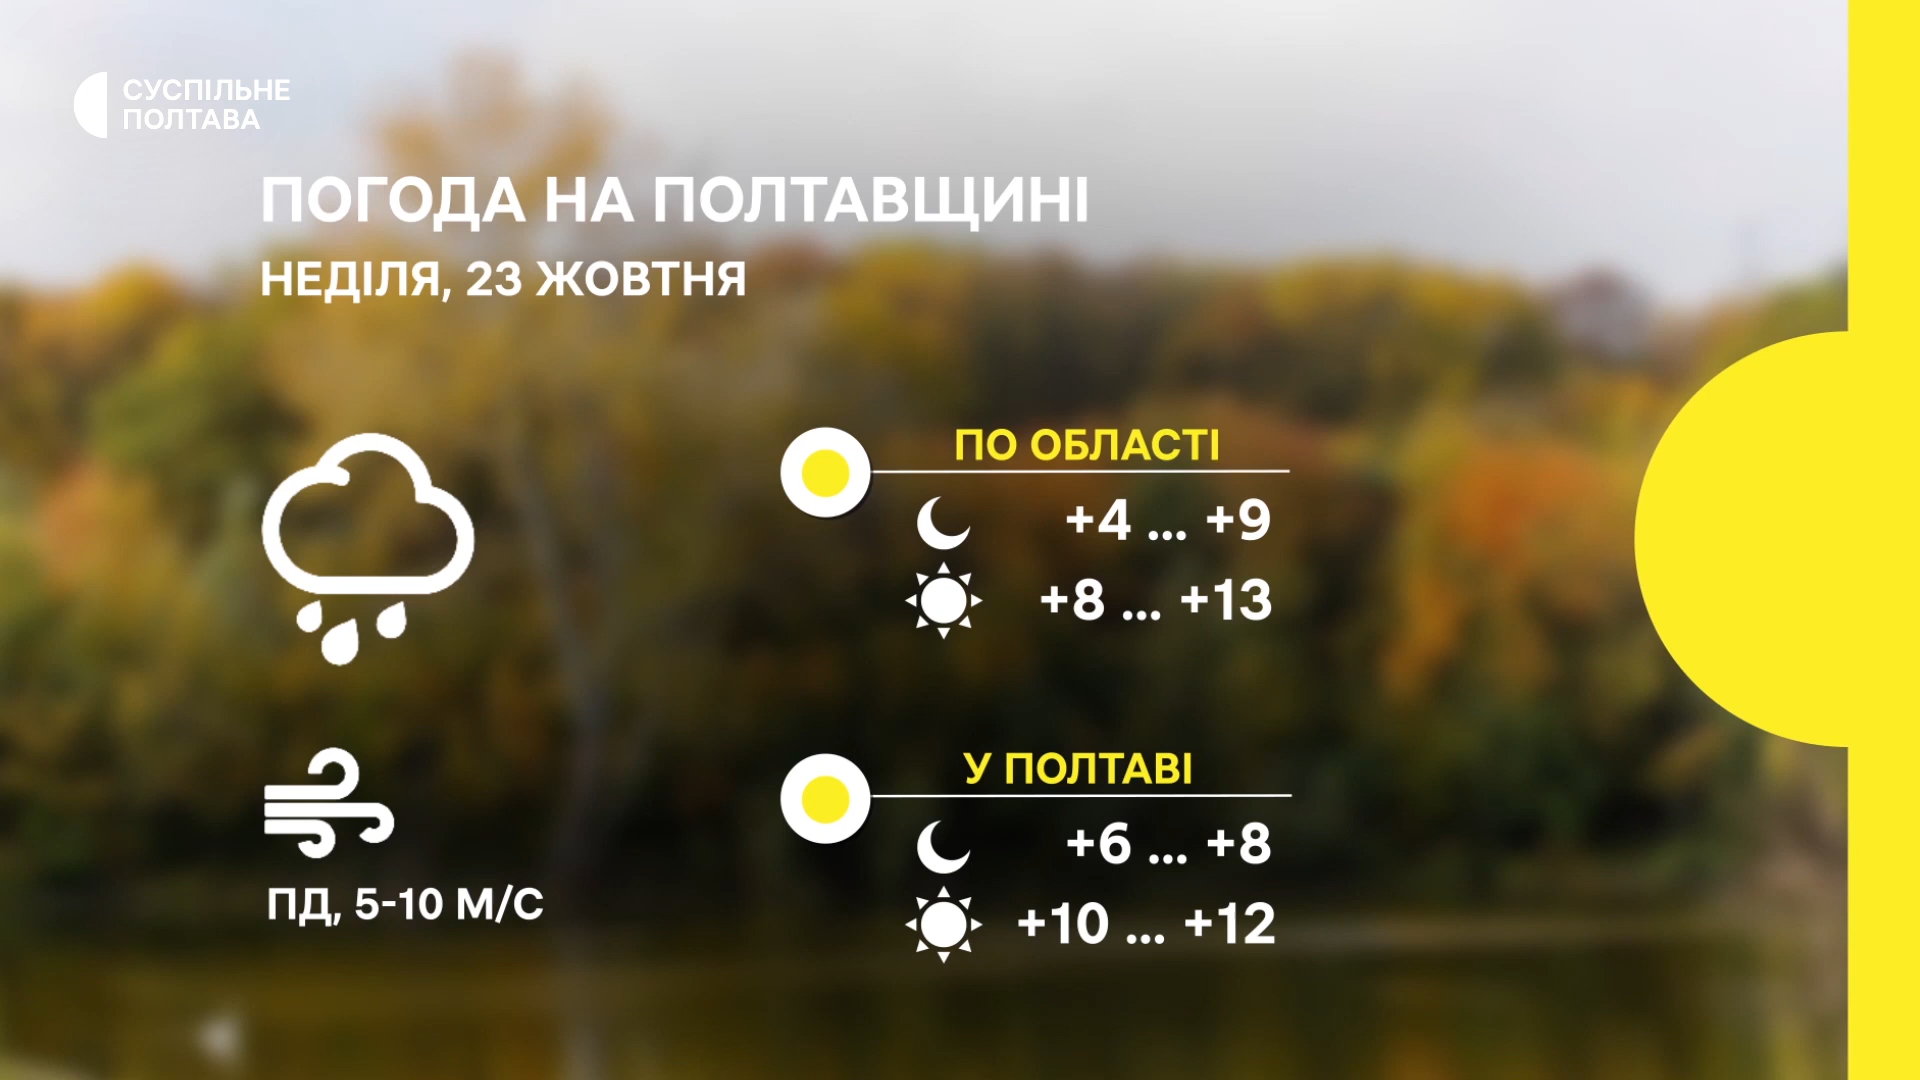 СУСПІЛЬНЕ
ПОЛТАВА
ПОГОДА НА ПОЛТАВЩИНІ
НЕДІЛЯ, 23 ЖОВТНЯ
ПО ОБЛАСТІ
+4 ... +9
+8 ... +13
ПД, 5-10 М/С
У ПОЛТАВІ
+6 ... +8
+10 ... +12